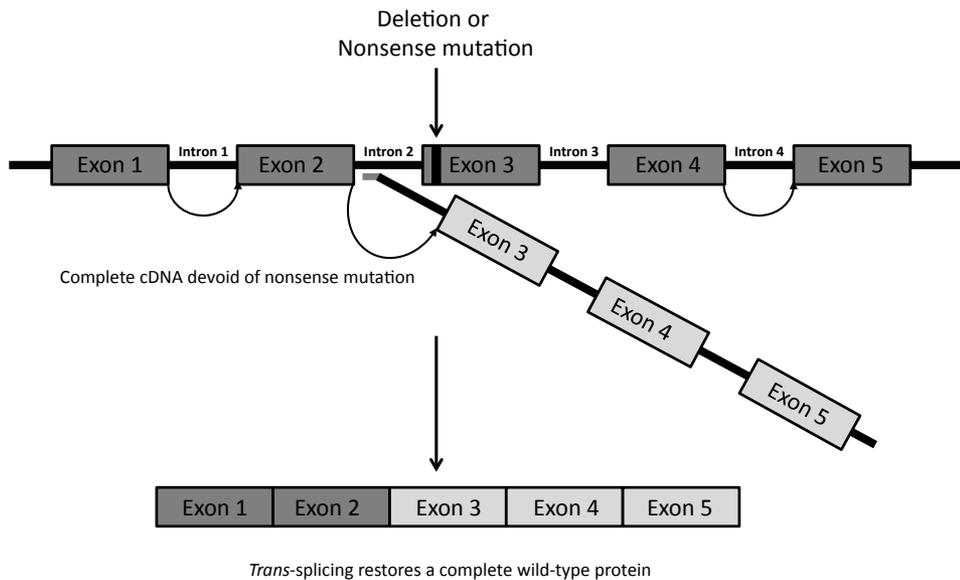 Deletion or
Nonsense mutation
Exon 1
Intron 1
Exon 2
Intron 2
Exon 3
Intron 3
Exon 4
Intron 4
Exon 5
Exon 3
Exon 4
Exon 5
Complete cDNA devoid of nonsense mutation
Exon 1 Exon 2 Exon 3 Exon 4 Exon 5
Trans-splicing restores a complete wild-type protein